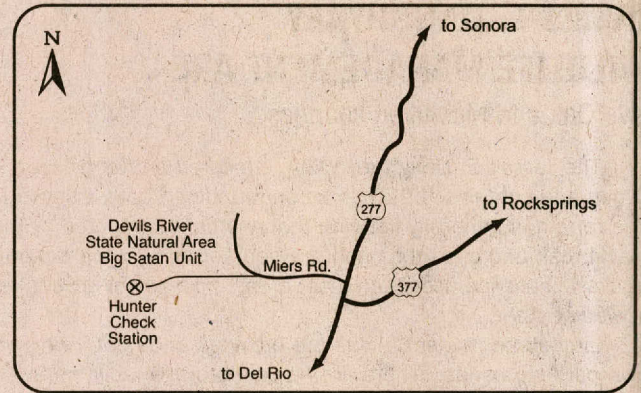 N
to Sonora
277
to Rocksprings
Devils River
State Natural Area
Big Satan Unit
Miers Rd.
377
Hunter
Check
Station
to Del Rio